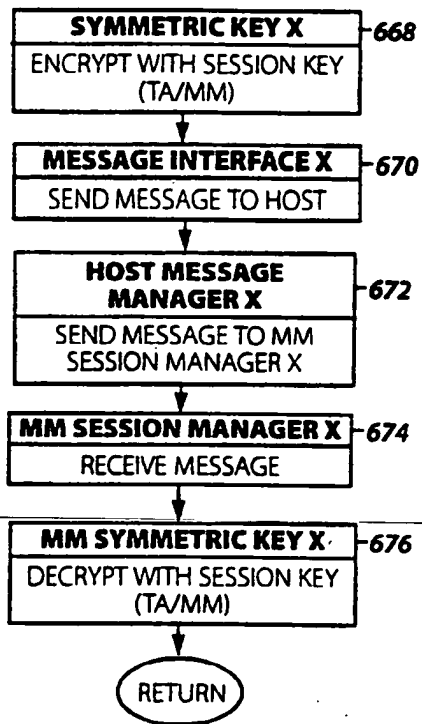 SYMMETRIC KEY X
668
ENCRYPT WITH SESSION KEY
(TA/MM)
MESSAGE INTERFACE X
670
SEND MESSAGE TO HOST
HOST MESSAGE
MANAGER X
672
SEND MESSAGE TO MM
SESSION MANAGER X
MM SESSION MANAGER X
674
RECEIVE MESSAGE
MM SYMMETRIC KEY X
676
DECRYPT WITH SESSION KEY
(TA/MM)
RETURN